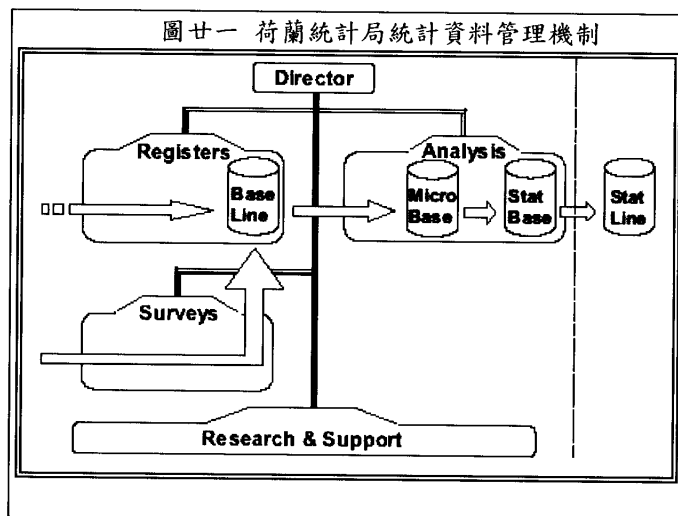 圖廿一 荷蘭統計局統計資料管理機制
Director
Registers
Analysis
Base
Line
Micro
Base
Stat
Base
Stat
Line
Surveys
Research & Support